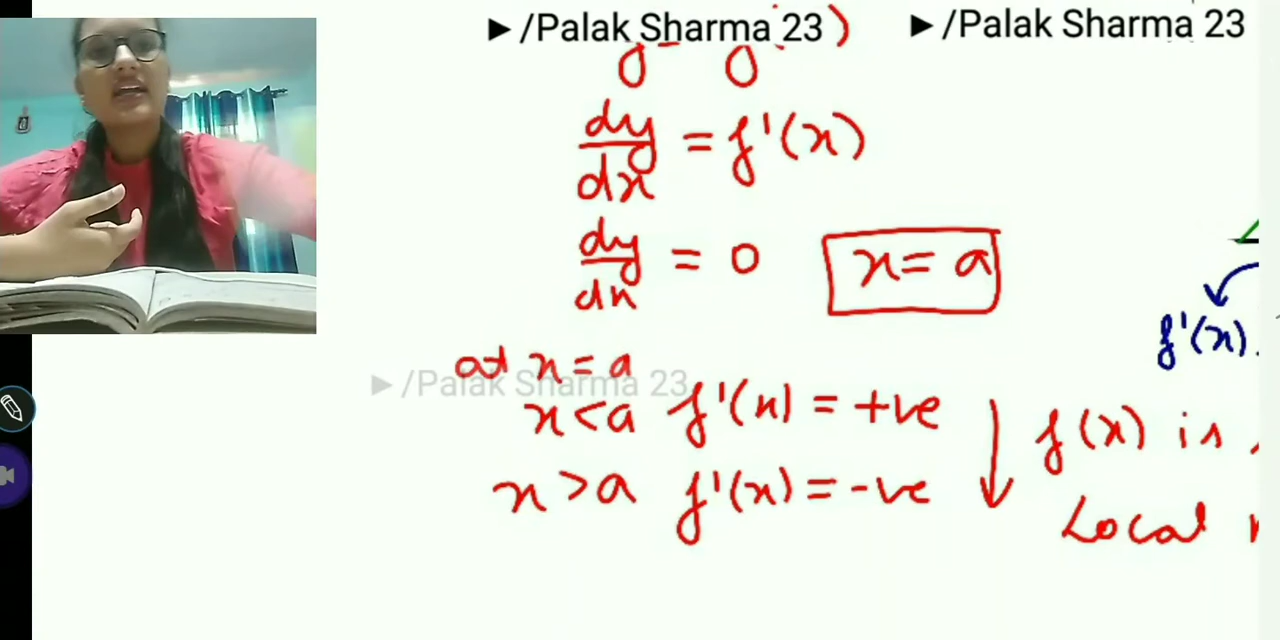 ►/Palak Sharma 23 ) ►/Palak Sharma 23
dy/dx = f'(x)
dy/dx = 0 x = a
f'(x)
at x = a
►/Palak Sharma 23
x < a f'(x) = +ve
f(x) is
x > a f'(x) = -ve
Local